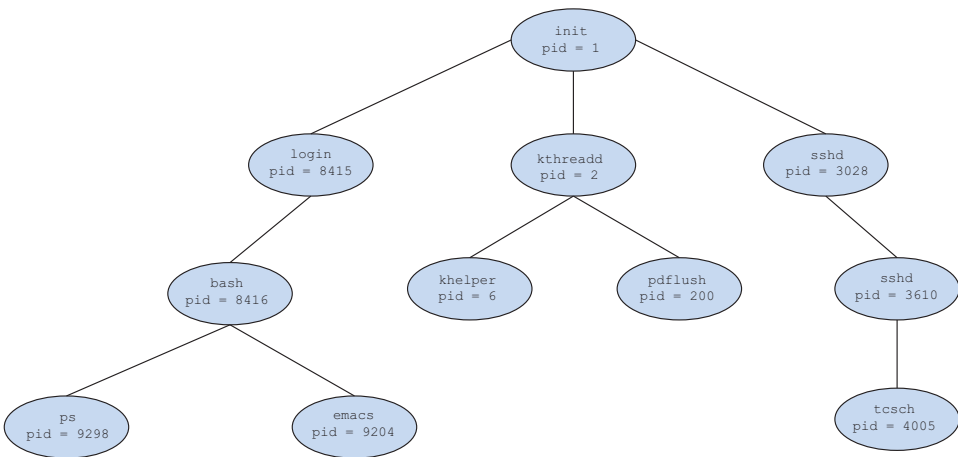 init
pid = 1
login
pid = 8415
kthreadd
pid = 2
sshd
pid = 3028
bash
pid = 8416
khelper
pid = 6
pdflush
pid = 200
sshd
pid = 3610
ps
pid = 9298
emacs
pid = 9204
tcsch
pid = 4005